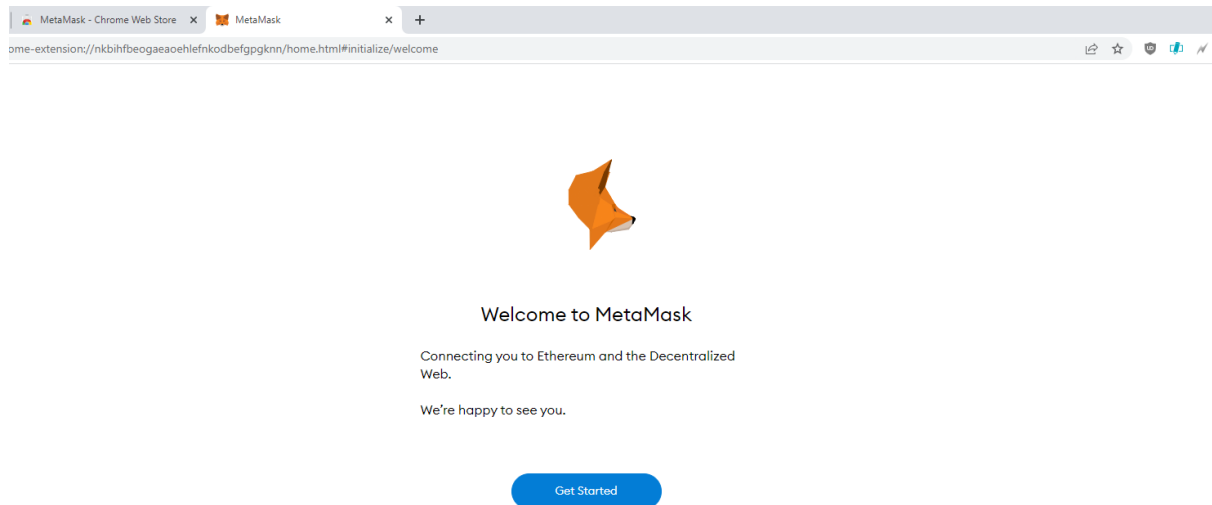 MetaMask - Chrome Web Store
MetaMask
ome-extension://nkbihfbeogaeaoehlefnkodbefgpgknn/home.html#initialize/welcome
Welcome to MetaMask
Connecting you to Ethereum and the Decentralized
Web.
We're happy to see you.
Get Started